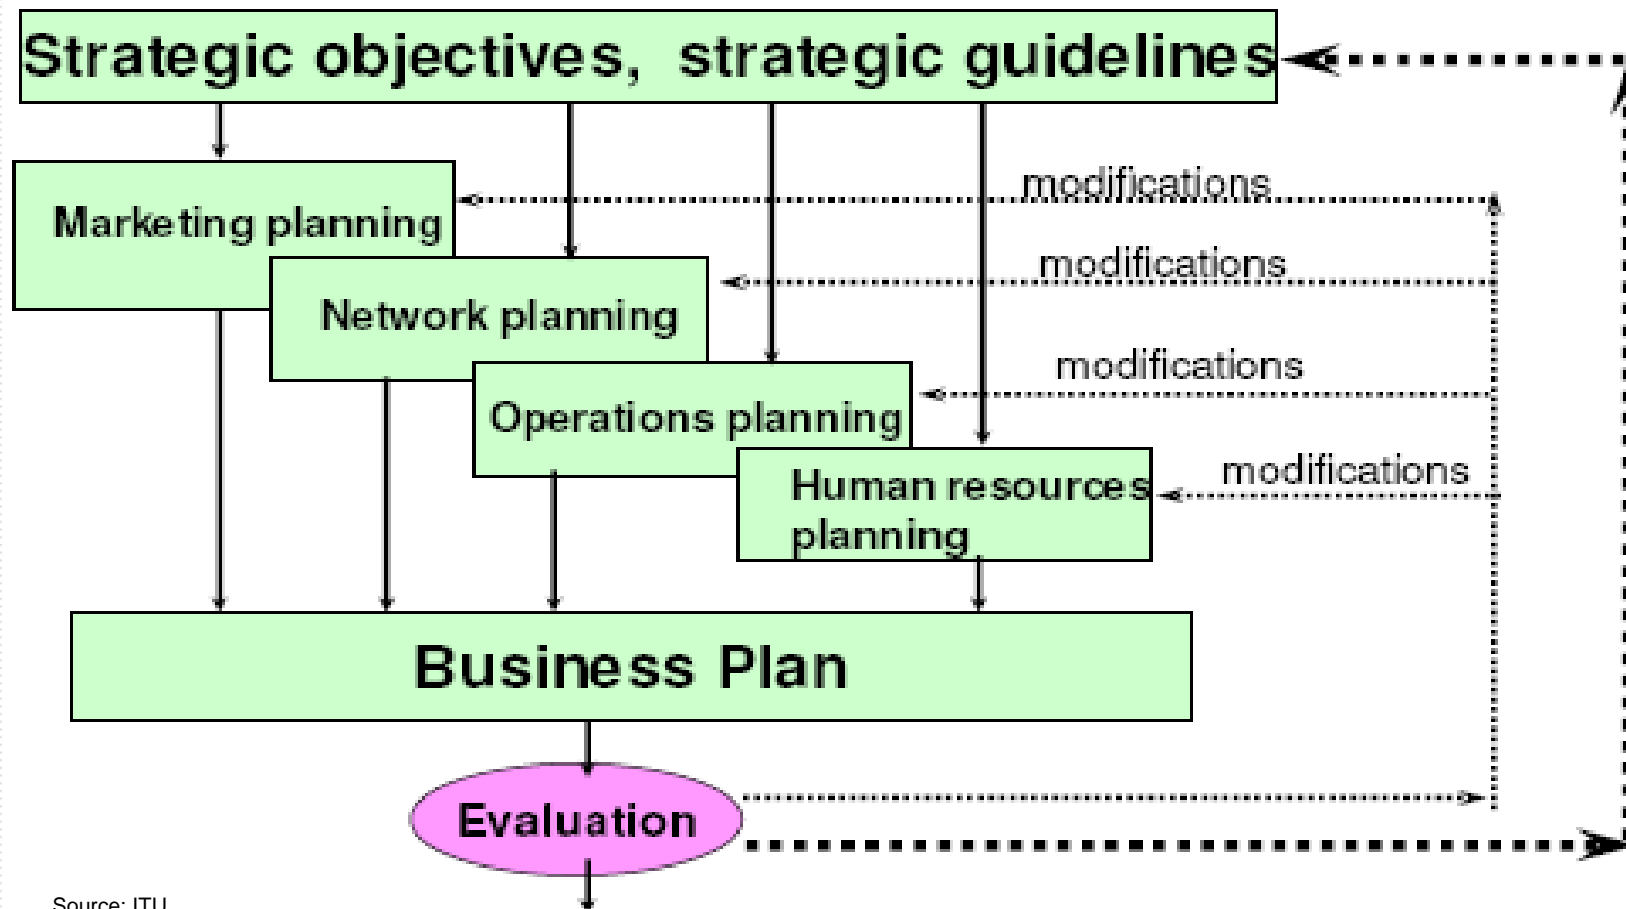 Strategic objectives, strategic guidelines
modifications
Marketing planning
modifications
Network planning
modifications
Operations planning
modifications
Human resources
planning
Business Plan
Evaluation
Source: ITU